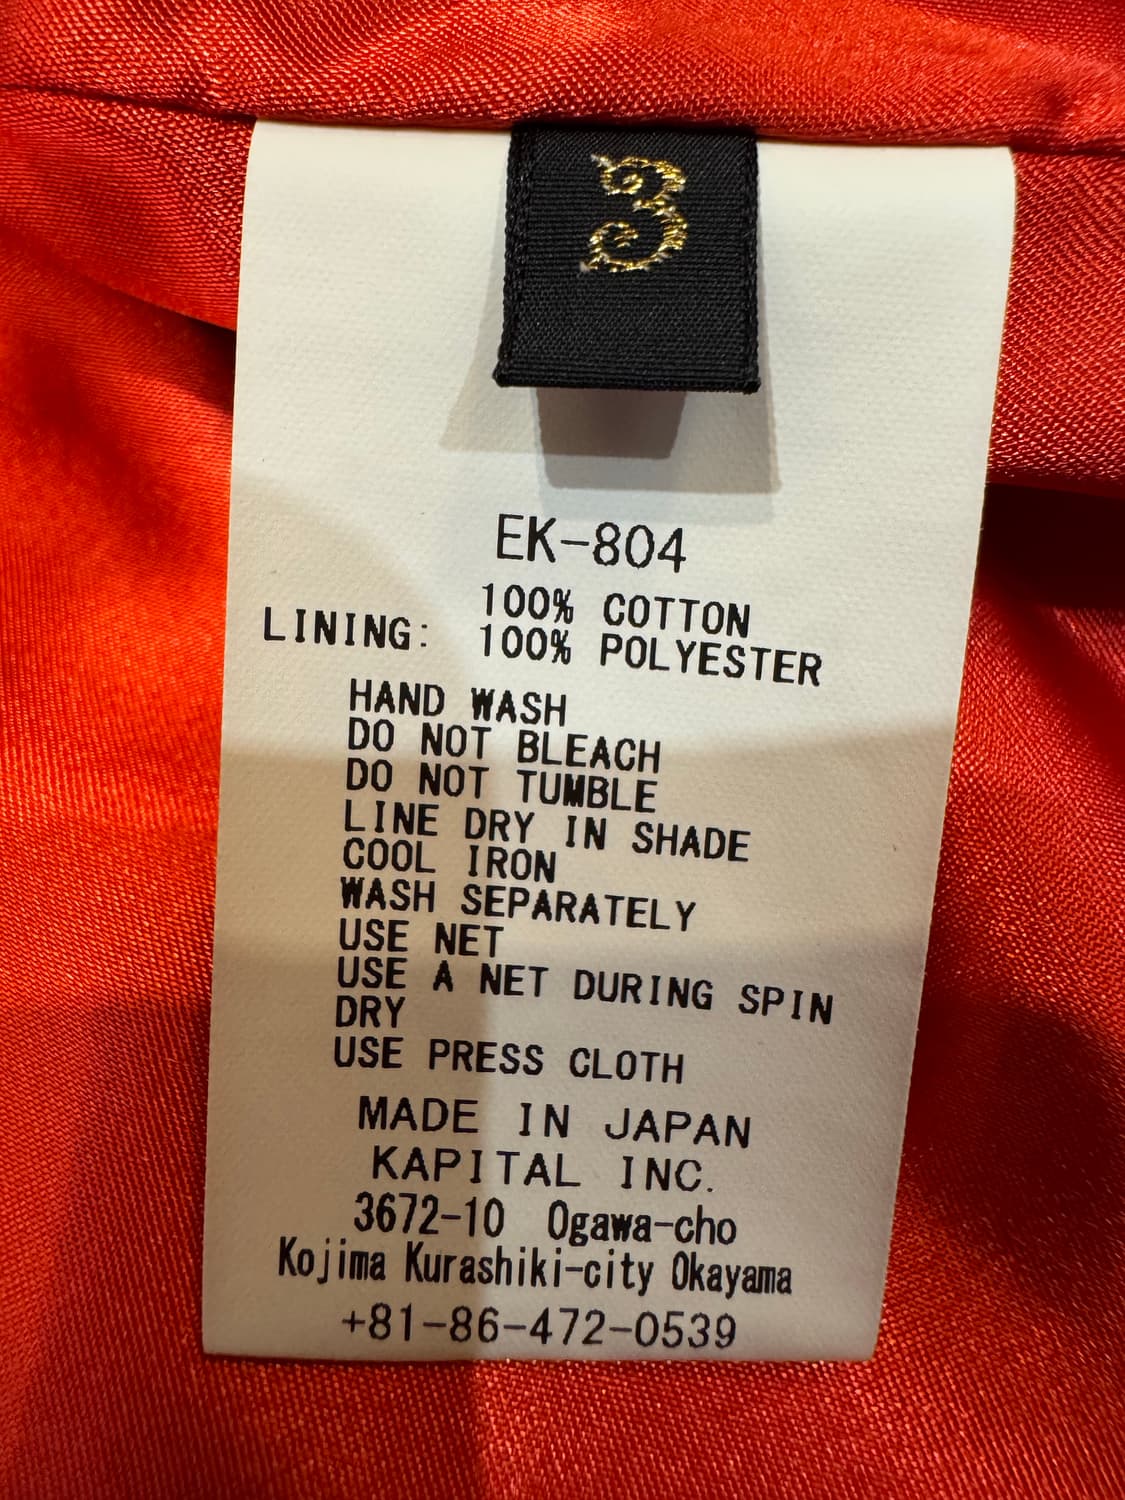 3
EK-804
100% COTTON
LINING: 100% POLYESTER
HAND WASH
DO NOT BLEACH
DO NOT TUMBLE
LINE DRY IN SHADE
COOL IRON
WASH SEPARATELY
USE NET
USE A NET DURING SPIN
DRY
USE PRESS CLOTH
MADE IN JAPAN
KAPITAL INC.
3672-10 Ogawa-cho
Kojima Kurashiki-city Okayama
+81-86-472-0539